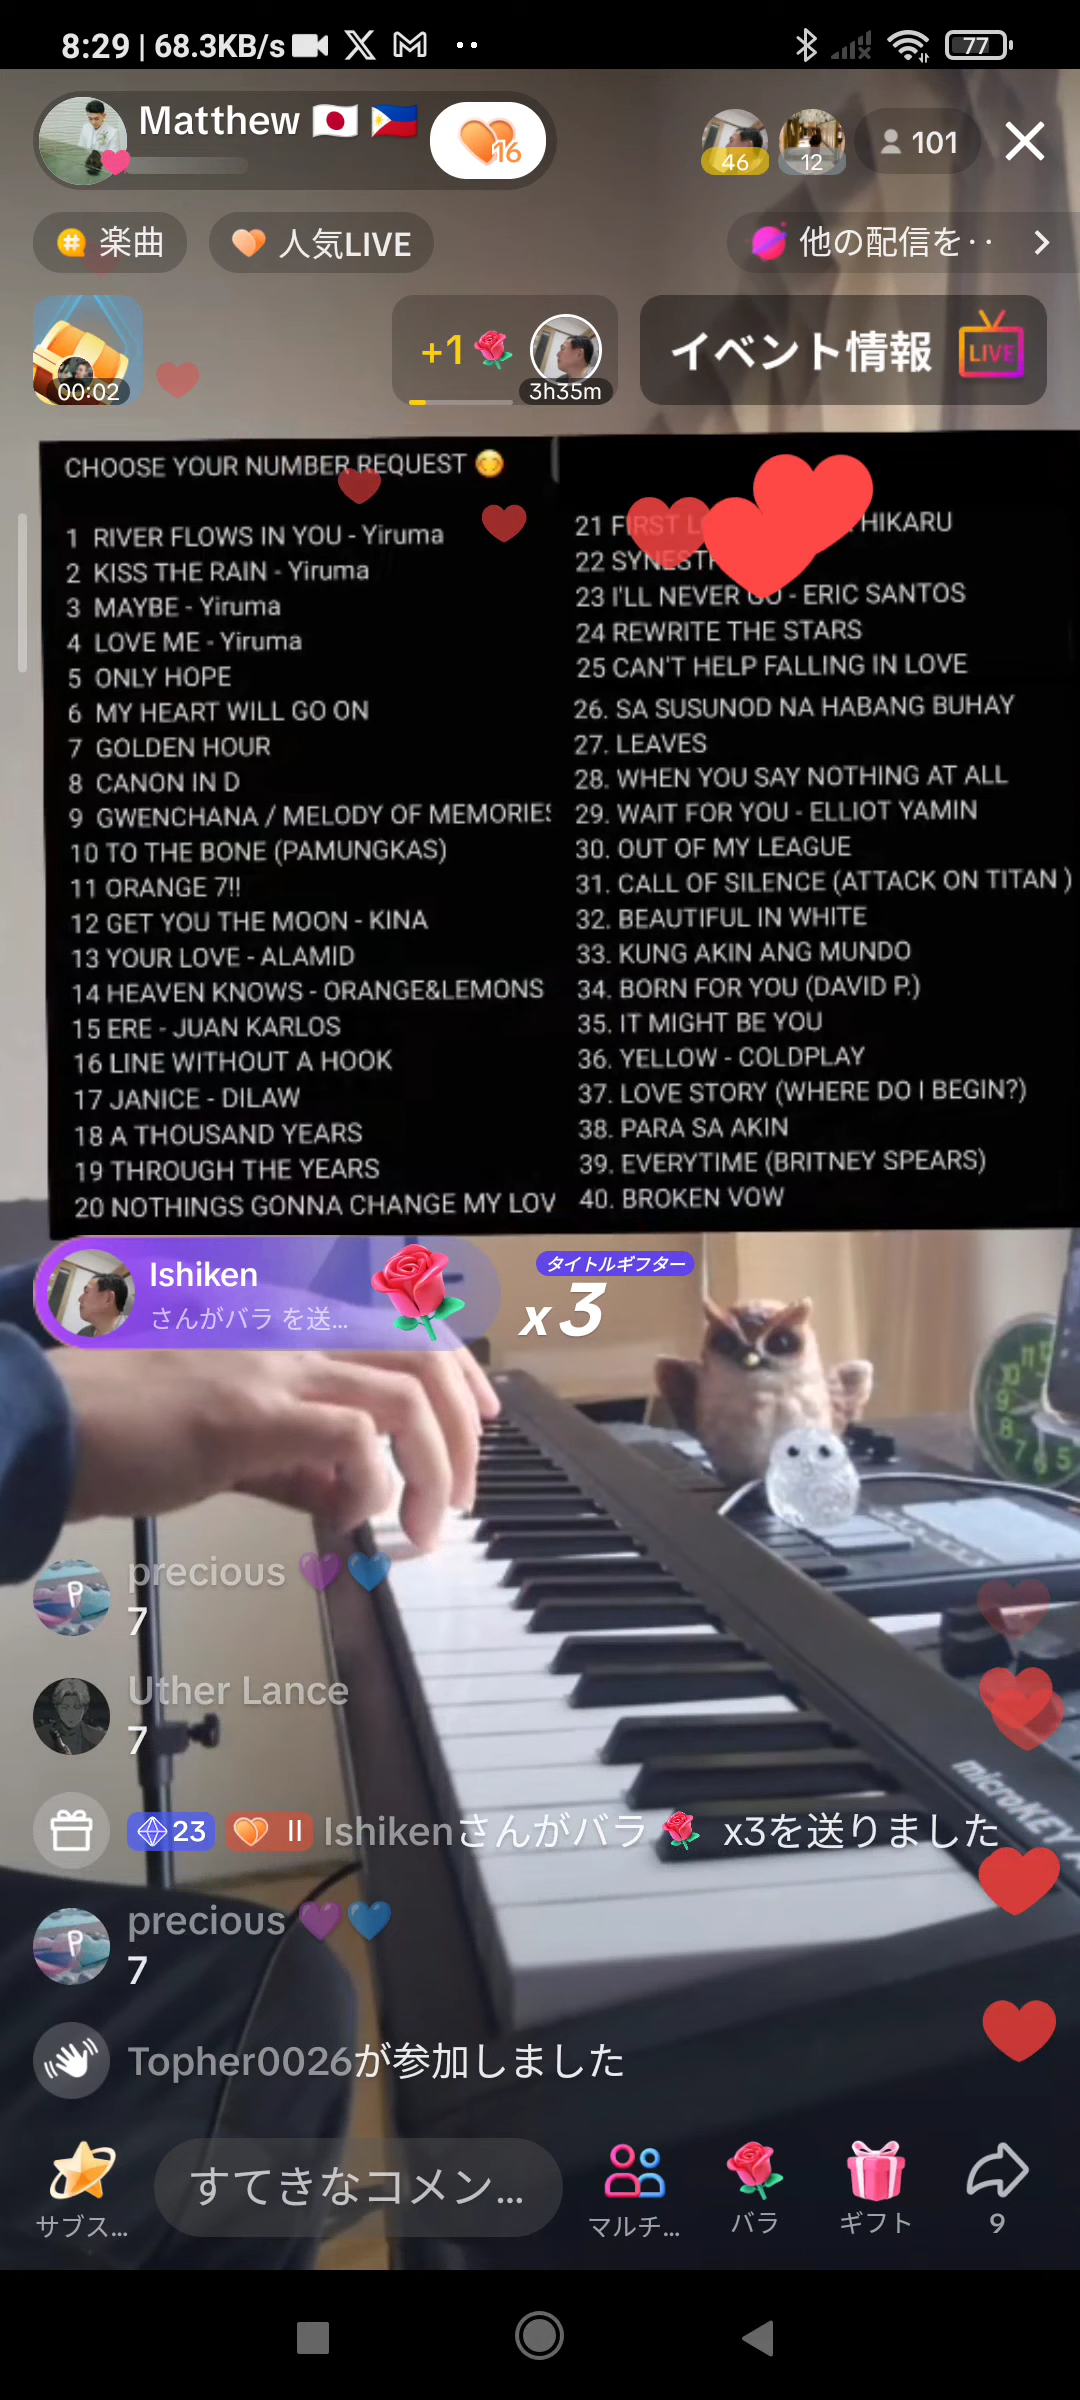 8:29 | 68.3KB/s
77
Matthew 🇯🇵 🇵🇭
16
46
12
101
楽曲
人気LIVE
他の配信を··
00:02
+1
3h35m
イベント情報
LIVE
CHOOSE YOUR NUMBER REQUEST 😊
1 RIVER FLOWS IN YOU - Yiruma
2 KISS THE RAIN - Yiruma
3 MAYBE - Yiruma
4 LOVE ME - Yiruma
5 ONLY HOPE
6 MY HEART WILL GO ON
7 GOLDEN HOUR
8 CANON IN D
9 GWENCHANA / MELODY OF MEMORIES
10 TO THE BONE (PAMUNGKAS)
11 ORANGE 7!!
12 GET YOU THE MOON - KINA
13 YOUR LOVE - ALAMID
14 HEAVEN KNOWS - ORANGE&LEMONS
15 ERE - JUAN KARLOS
16 LINE WITHOUT A HOOK
17 JANICE - DILAW
18 A THOUSAND YEARS
19 THROUGH THE YEARS
20 NOTHINGS GONNA CHANGE MY LOV
21 FIRST HIKARU
22
23 I'LL NEVER GO - ERIC SANTOS
24 REWRITE THE STARS
25 CAN'T HELP FALLING IN LOVE
26. SA SUSUNOD NA HABANG BUHAY
27. LEAVES
28. WHEN YOU SAY NOTHING AT ALL
29. WAIT FOR YOU - ELLIOT YAMIN
30. OUT OF MY LEAGUE
31. CALL OF SILENCE (ATTACK ON TITAN )
32. BEAUTIFUL IN WHITE
33. KUNG AKIN ANG MUNDO
34. BORN FOR YOU (DAVID P.)
35. IT MIGHT BE YOU
36. YELLOW - COLDPLAY
37. LOVE STORY (WHERE DO I BEGIN?)
38. PARA SA AKIN
39. EVERYTIME (BRITNEY SPEARS)
40. BROKEN VOW
Ishiken
さんがバラ を送...
タイトルギフター
x3
11
10
9
8
7
6
5
microKEY
precious 💜💙
7
Uther Lance
7
23 II Ishikenさんがバラ🌹 x3を送りました
precious 💜💙
7
Topher0026が参加しました
すてきなコメン...
サブス...
マルチ...
バラ
ギフト
9